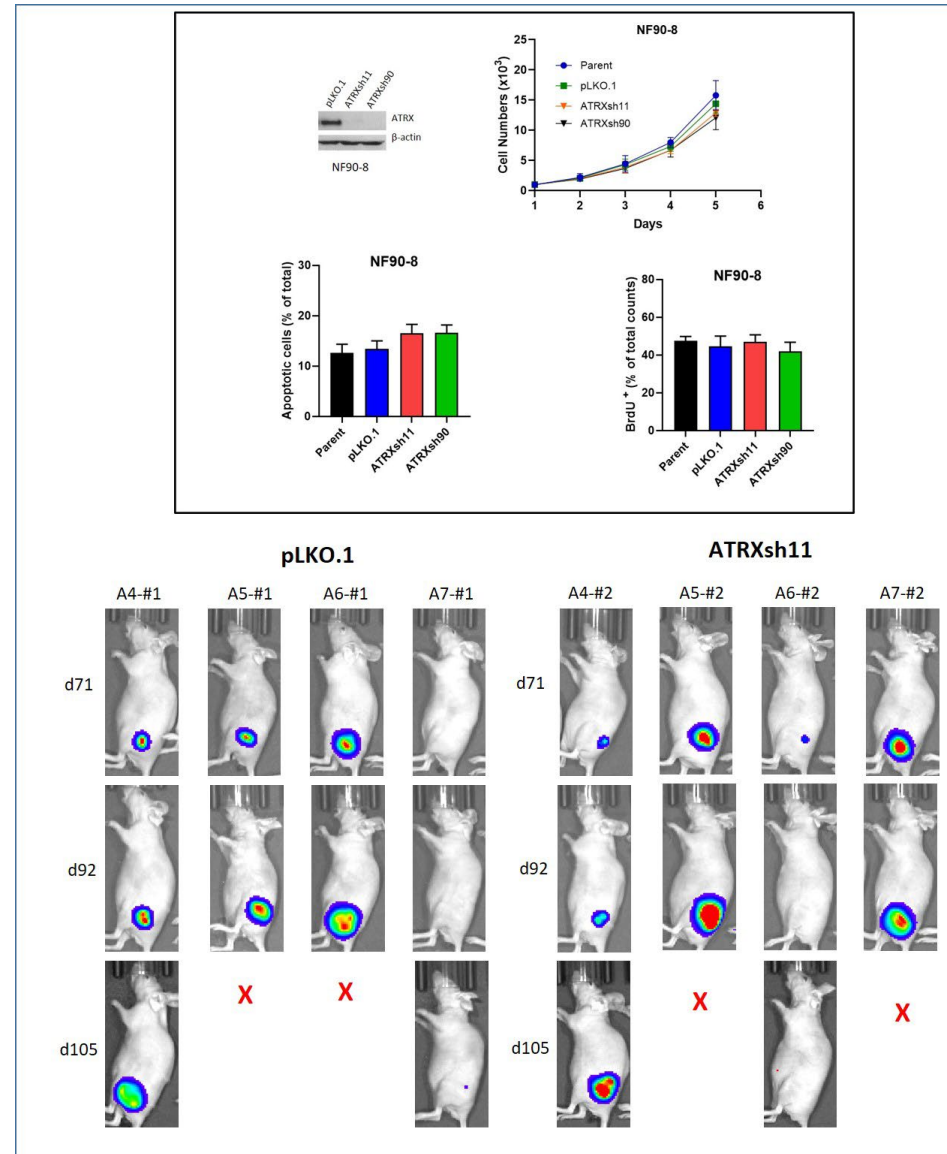 NF90-8
25
20
15
10
5
0
Cell Numbers (x10³)
Parent
pLKO.1
ATRXsh11
ATRXsh90
1 2 3 4 5 6
Days
pLKO.1
ATRXsh11
ATRXsh90
ATRX
β-actin
NF90-8
NF90-8
30
20
10
0
Apoptotic cells (% of total)
Parent
pLKO.1
ATRXsh11
ATRXsh90
NF90-8
80
60
40
20
0
BrdU + (% of total counts)
Parent
pLKO.1
ATRXsh11
ATRXsh90
pLKO.1 ATRXsh11
A4-#1 A5-#1 A6-#1 A7-#1 A4-#2 A5-#2 A6-#2 A7-#2
d71 d71
d92 d92
X X X X
d105 d105